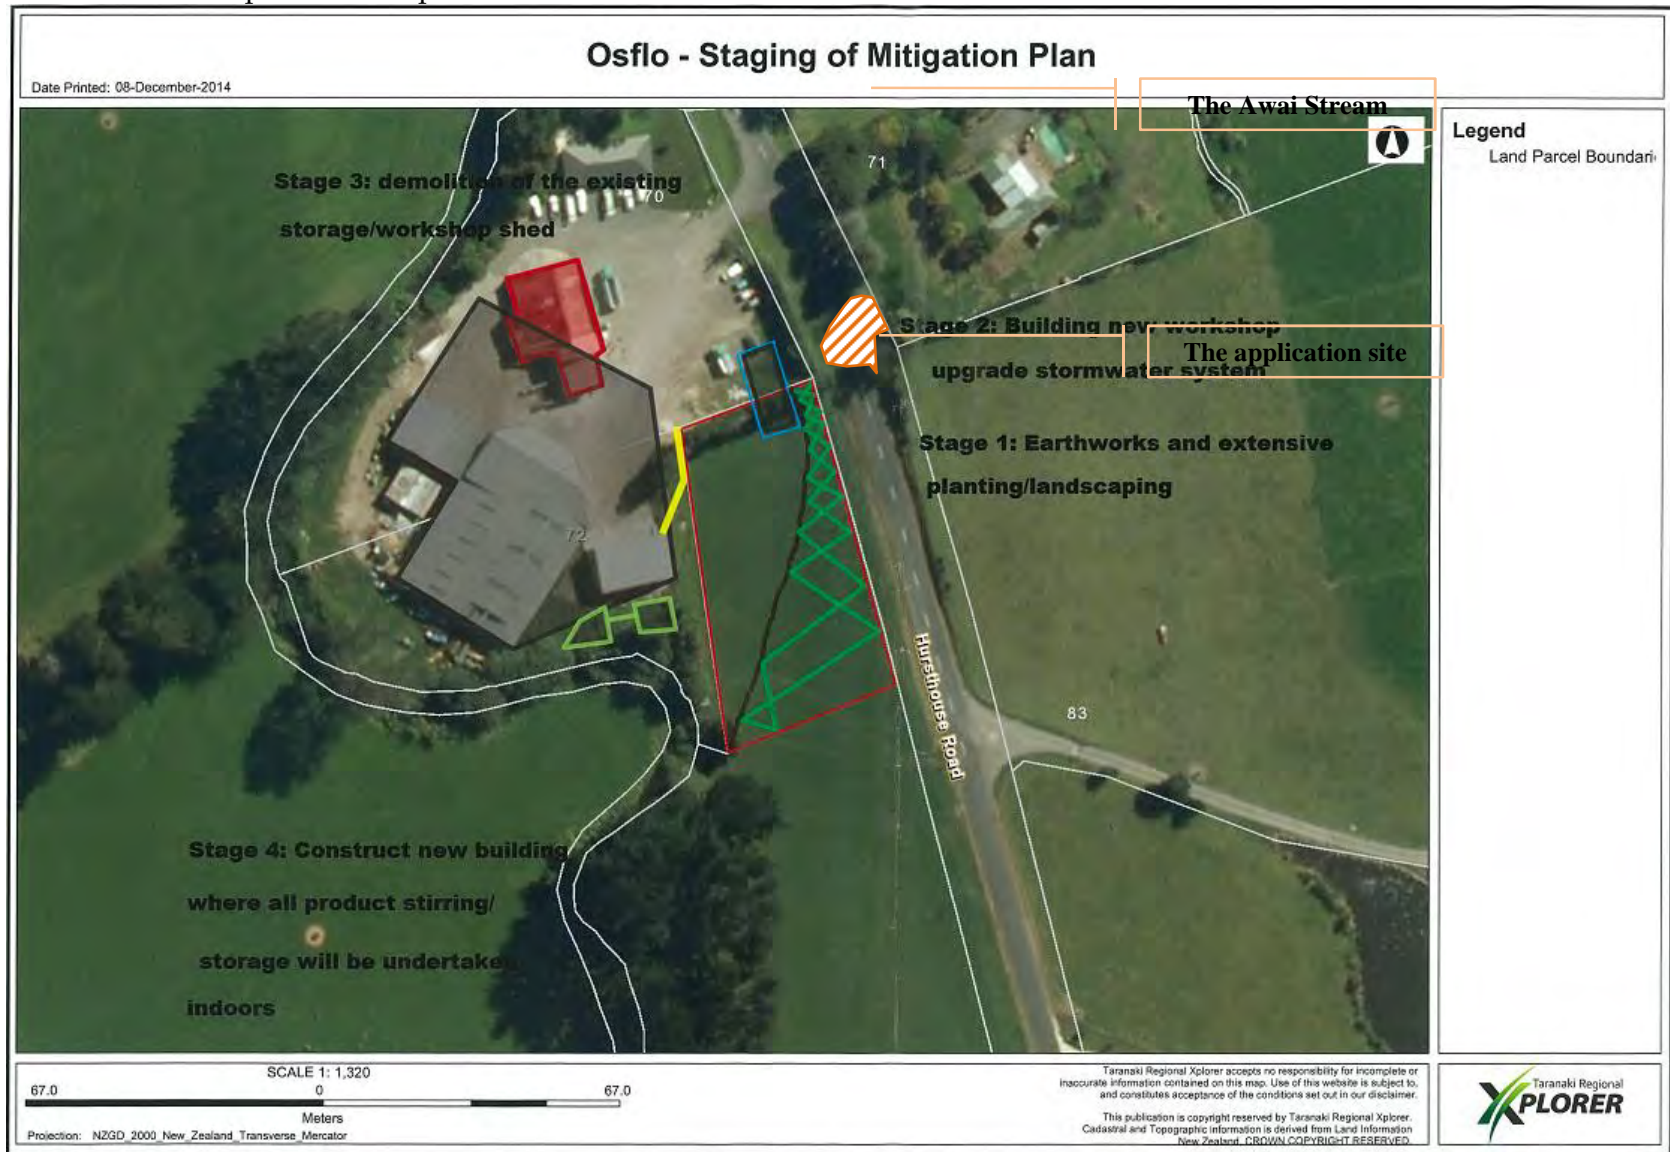 Osflo - Staging of Mitigation Plan
Date Printed: 08-December-2014
The Awai Stream
Legend
Land Parcel Boundari
71
70
Stage 3: demolition of the existing
storage/workshop shed
Stage 2: Building new workshop
The application site
upgrade stormwater system
Stage 1: Earthworks and extensive
planting/landscaping
72
Hursthouse Road
83
Stage 4: Construct new building
where all product stirring/
storage will be undertaken
indoors
SCALE 1: 1,320
67.0 0 67.0
Meters
Projection: NZGD_2000_New_Zealand_Transverse_Mercator
Taranaki Regional Xplorer accepts no responsibility for incomplete or
inaccurate information contained on this map. Use of this website is subject to,
and constitutes acceptance of the conditions set out in our disclaimer.
This publication is copyright reserved by Taranaki Regional Xplorer.
Cadastral and Topographic information is derived from Land Information
New Zealand. CROWN COPYRIGHT RESERVED.
Taranaki Regional
XPLORER